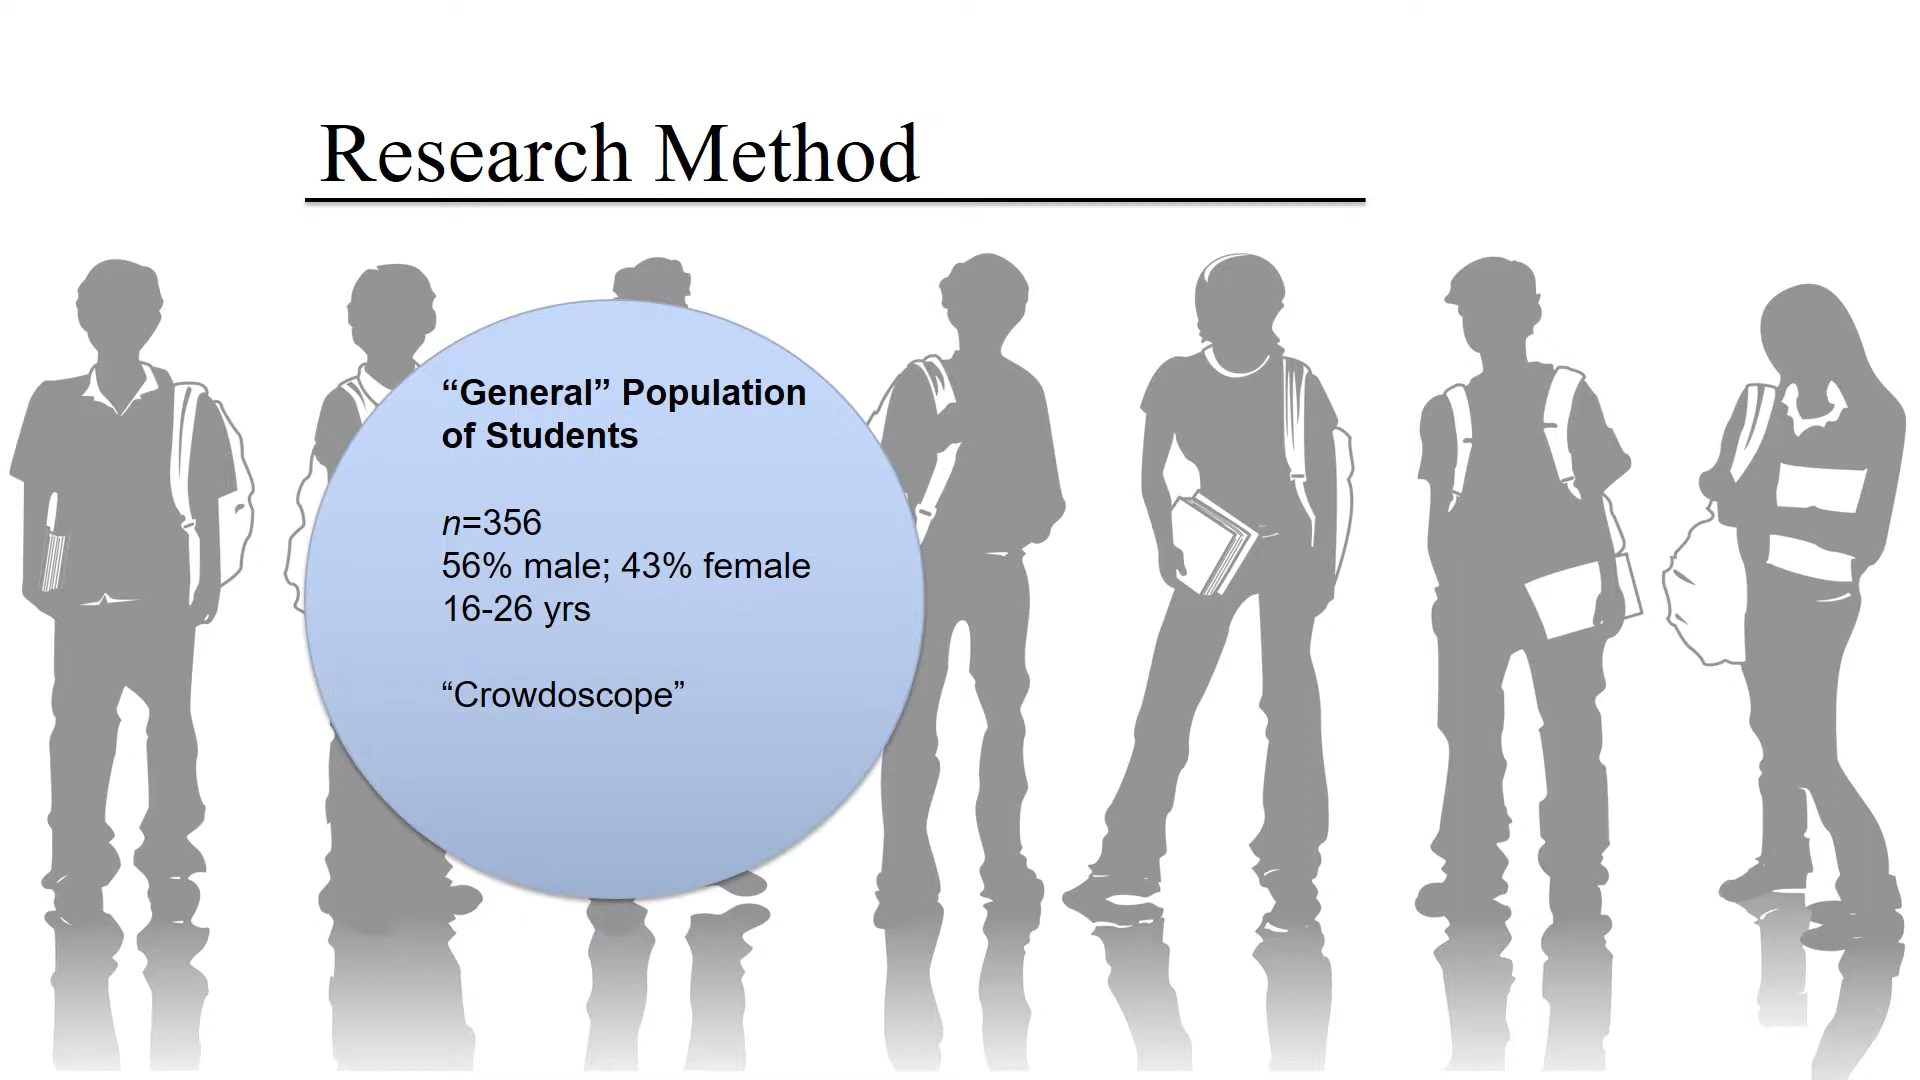 Research Method
“General” Population
of Students
n=356
56% male; 43% female
16-26 yrs
“Crowdoscope”